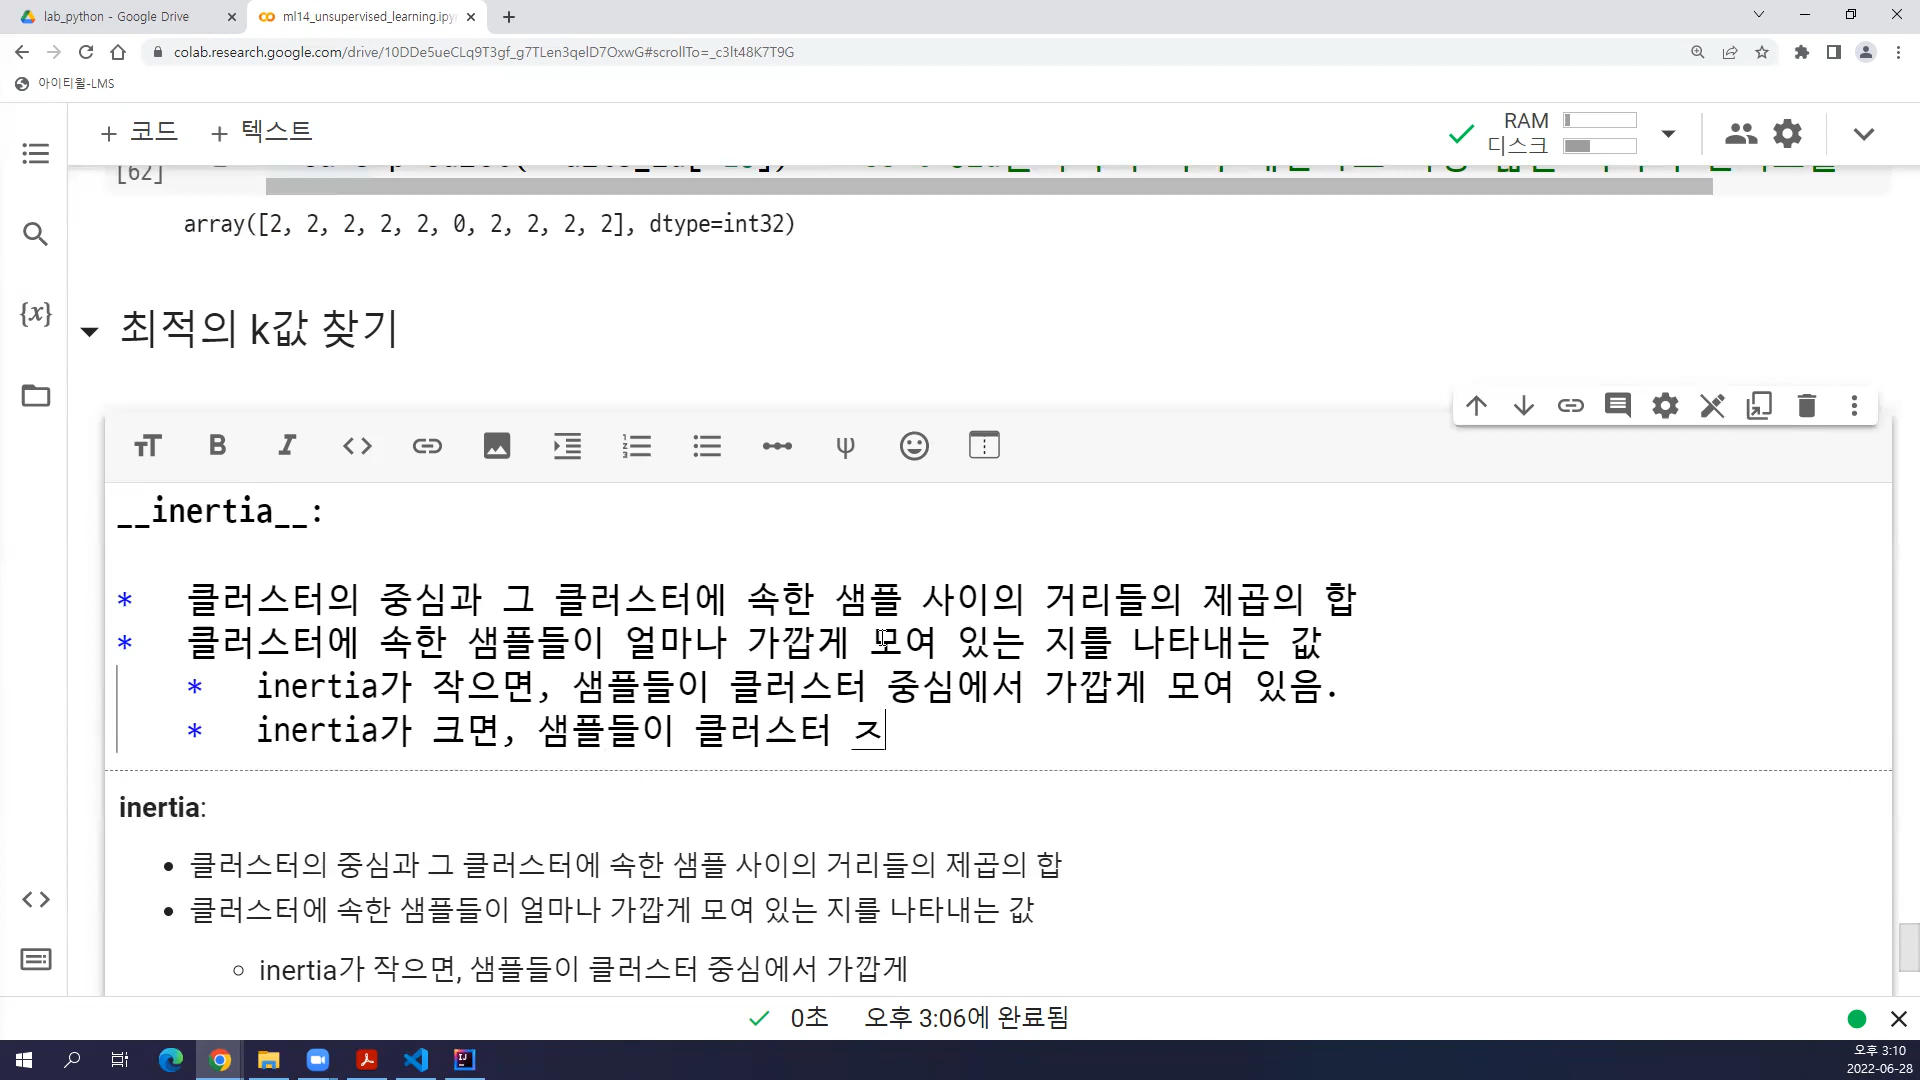 lab_python - Google Drive
ml14_unsupervised_learning.ipy
colab.research.google.com/drive/10DDe5ueCLq9T3gf_g7TLen3qelD7OxwG#scrollTo=_c3lt48K7T9G
아이티윌-LMS
+ 코드 + 텍스트
RAM
디스크
[62]
array([2, 2, 2, 2, 2, 0, 2, 2, 2, 2], dtype=int32)
최적의 k값 찾기
__inertia__:
* 클러스터의 중심과 그 클러스터에 속한 샘플 사이의 거리들의 제곱의 합
* 클러스터에 속한 샘플들이 얼마나 가깝게 모여 있는 지를 나타내는 값
* inertia가 작으면, 샘플들이 클러스터 중심에서 가깝게 모여 있음.
* inertia가 크면, 샘플들이 클러스터 ㅈ
inertia:
• 클러스터의 중심과 그 클러스터에 속한 샘플 사이의 거리들의 제곱의 합
• 클러스터에 속한 샘플들이 얼마나 가깝게 모여 있는 지를 나타내는 값
○ inertia가 작으면, 샘플들이 클러스터 중심에서 가깝게
0초 오후 3:06에 완료됨
오후 3:10
2022-06-28